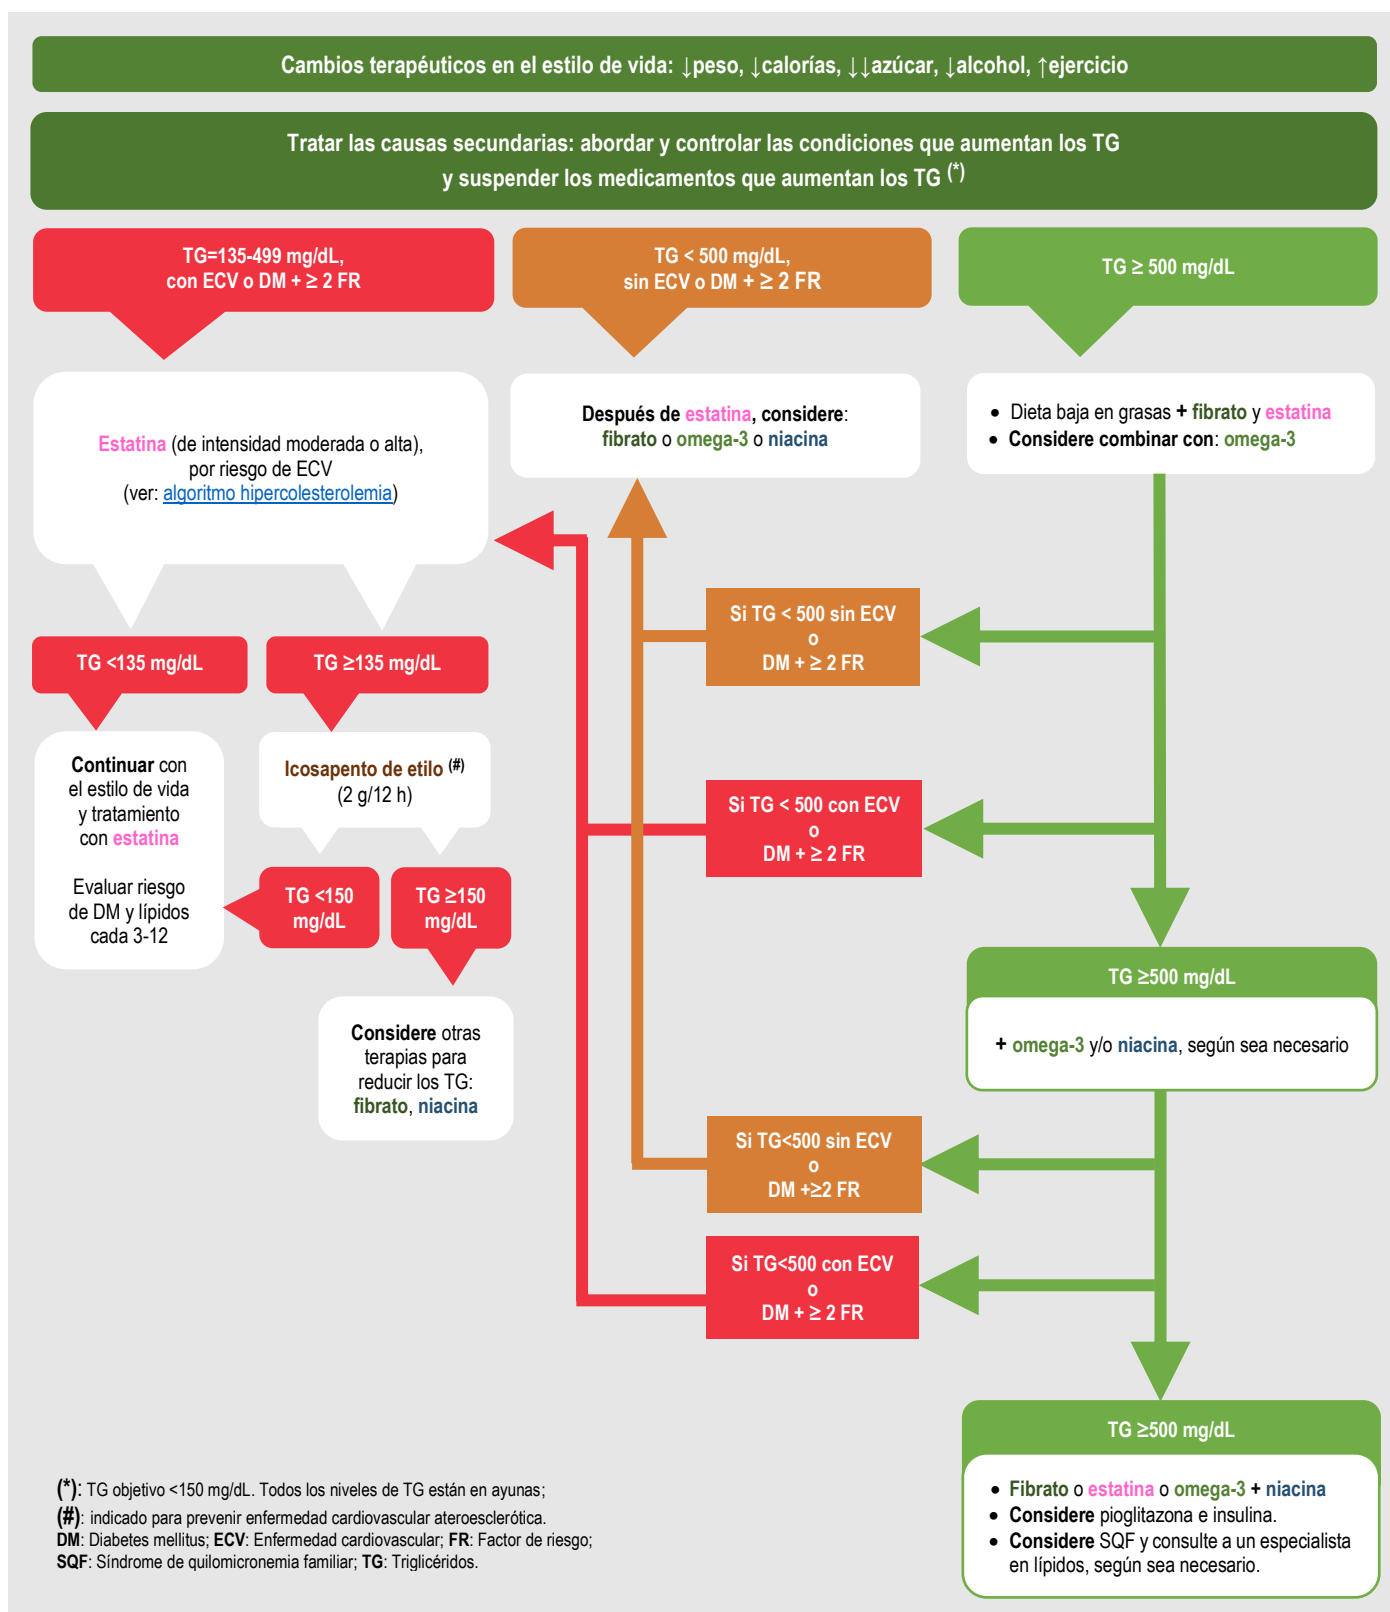 Cambios terapéuticos en el estilo de vida: ↓peso, ↓calorías, ↓↓azúcar, ↓alcohol, ↑ejercicio
Tratar las causas secundarias: abordar y controlar las condiciones que aumentan los TG
y suspender los medicamentos que aumentan los TG (*)
TG=135-499 mg/dL,
con ECV o DM + ≥ 2 FR
TG < 500 mg/dL,
sin ECV o DM + ≥ 2 FR
TG ≥ 500 mg/dL
Estatina (de intensidad moderada o alta),
por riesgo de ECV
(ver: algoritmo hipercolesterolemia)
Después de estatina, considere:
fibrato o omega-3 o niacina
• Dieta baja en grasas + fibrato y estatina
• Considere combinar con: omega-3
Si TG < 500 sin ECV
o
DM + ≥ 2 FR
TG <135 mg/dL
TG ≥135 mg/dL
Continuar con
el estilo de vida
y tratamiento
con estatina
Evaluar riesgo
de DM y lípidos
cada 3-12
Icosapento de etilo (#)
(2 g/12 h)
Si TG < 500 con ECV
o
DM + ≥ 2 FR
TG <150
mg/dL
TG ≥150
mg/dL
Considere otras
terapias para
reducir los TG:
fibrato, niacina
TG ≥500 mg/dL
+ omega-3 y/o niacina, según sea necesario
Si TG<500 sin ECV
o
DM +≥2 FR
Si TG<500 con ECV
o
DM + ≥ 2 FR
TG ≥500 mg/dL
• Fibrato o estatina o omega-3 + niacina
• Considere pioglitazona e insulina.
• Considere SQF y consulte a un especialista
en lípidos, según sea necesario.
(*): TG objetivo <150 mg/dL. Todos los niveles de TG están en ayunas;
(#): indicado para prevenir enfermedad cardiovascular ateroesclerótica.
DM: Diabetes mellitus; ECV: Enfermedad cardiovascular; FR: Factor de riesgo;
SQF: Síndrome de quilomicronemia familiar; TG: Triglicéridos.